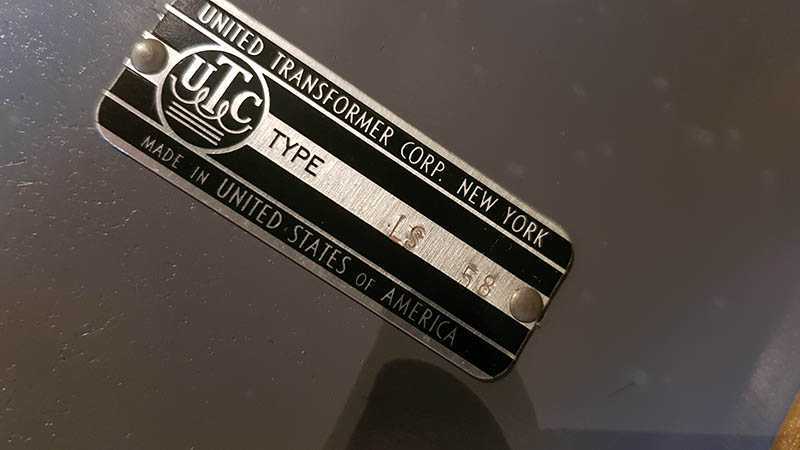 UNITED TRANSFORMER CORP. NEW YORK
UTC
TYPE LS 58
MADE IN UNITED STATES OF AMERICA